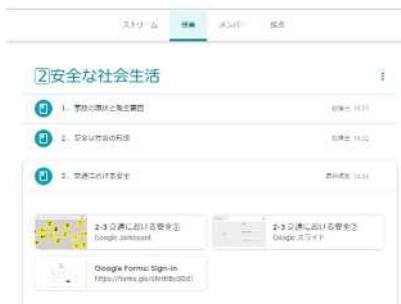 ストリーム 授業 メンバー 採点
2安全な社会生活
1. 事故の現状と発生要因
2. 安全な社会の形成
3. 交通における安全
2-3 交通における安全①
Google Jamboard
2-3 交通における安全②
Google スライド
Google Forms: Sign-in